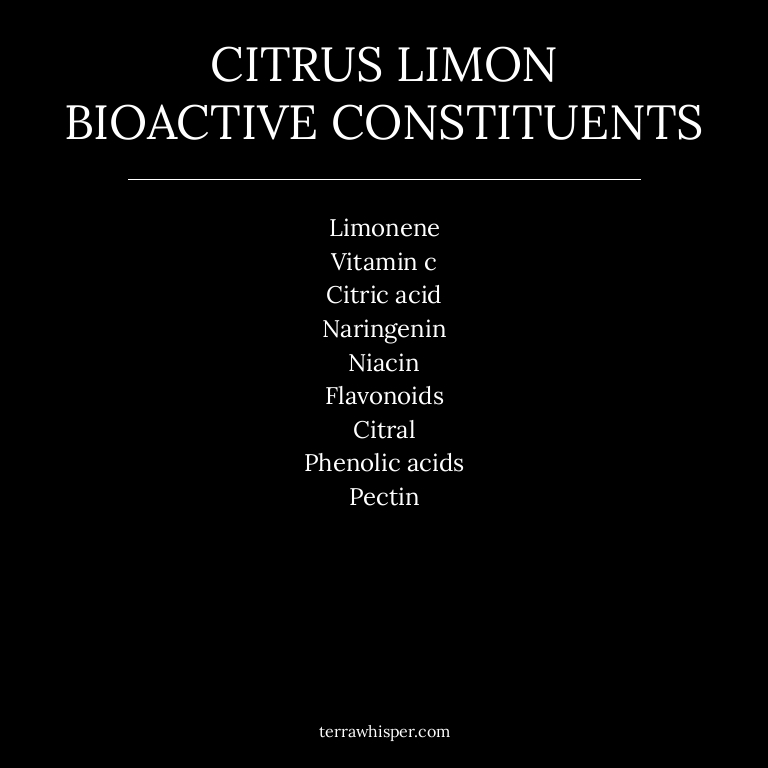 CITRUS LIMON
BIOACTIVE CONSTITUENTS
Limonene
Vitamin c
Citric acid
Naringenin
Niacin
Flavonoids
Citral
Phenolic acids
Pectin
terrawhisper.com